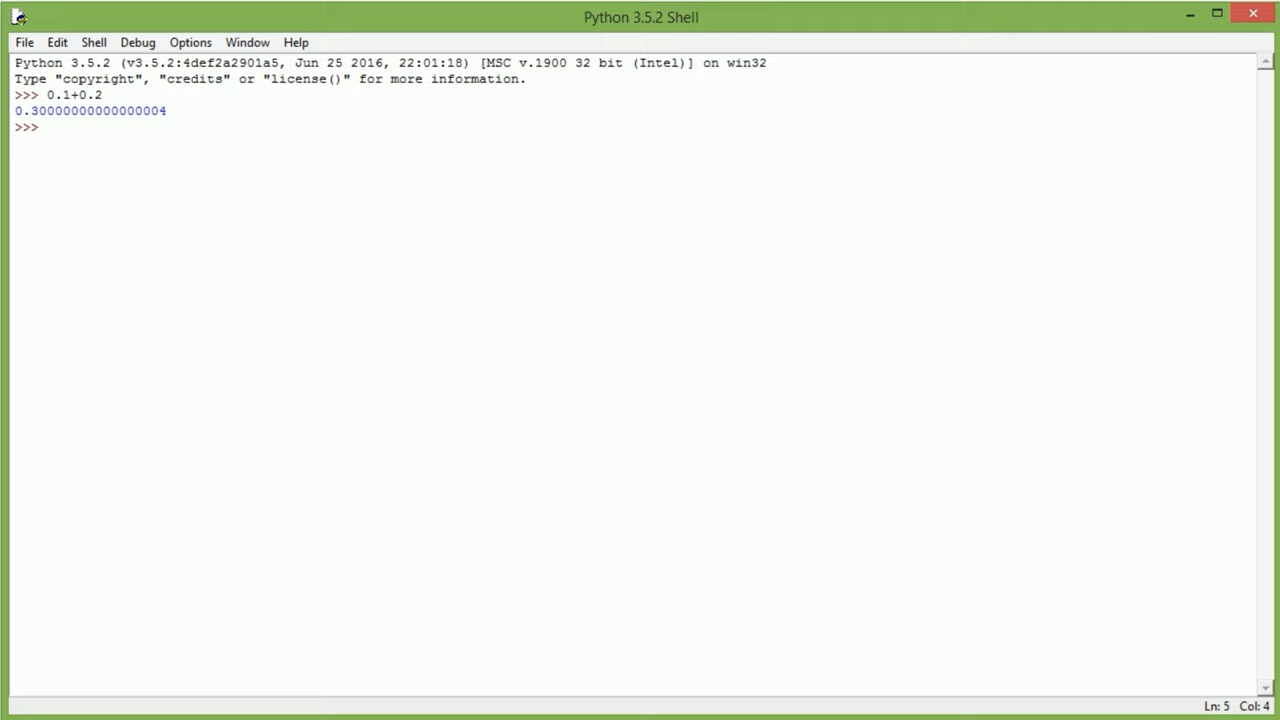 Python 3.5.2 Shell
File Edit Shell Debug Options Window Help
Python 3.5.2 (v3.5.2:4def2a2901a5, Jun 25 2016, 22:01:18) [MSC v.1900 32 bit (Intel)] on win32
Type "copyright", "credits" or "license()" for more information.
>>> 0.1+0.2
0.30000000000000004
>>>
Ln: 5 Col: 4